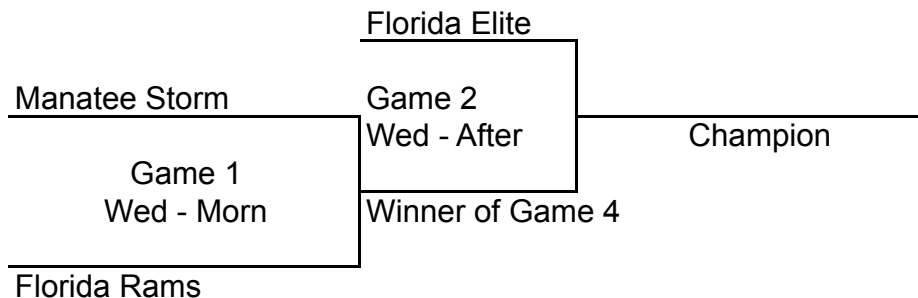 Florida Elite
Manatee Storm
Game 2
Wed - After
Champion
Game 1
Wed - Morn
Winner of Game 4
Florida Rams